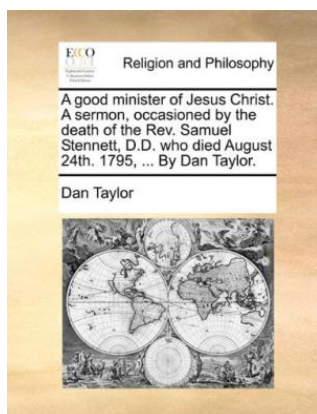 ECCO
Religion and Philosophy
A good minister of Jesus Christ.
A sermon, occasioned by the
death of the Rev. Samuel
Stennett, D.D. who died August
24th. 1795, ... By Dan Taylor.
Dan Taylor